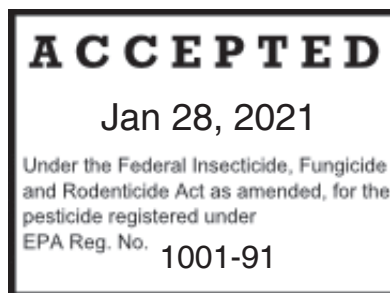 ACCEPTED
Jan 28, 2021
Under the Federal Insecticide, Fungicide
and Rodenticide Act as amended, for the
pesticide registered under
EPA Reg. No. 1001-91